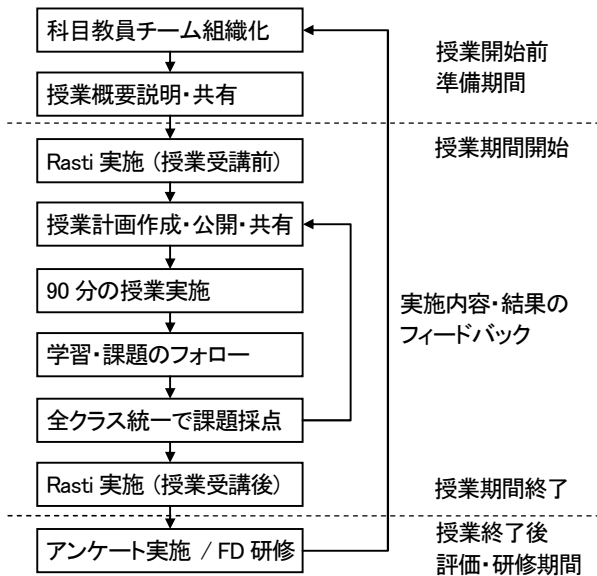 科目教員チーム組織化
授業開始前
準備期間
授業概要説明・共有
授業期間開始
Rasti 実施 (授業受講前)
授業計画作成・公開・共有
90 分の授業実施
実施内容・結果の
フィードバック
学習・課題のフォロー
全クラス統一で課題採点
Rasti 実施 (授業受講後)
授業期間終了
アンケート実施 / FD 研修
授業終了後
評価・研修期間